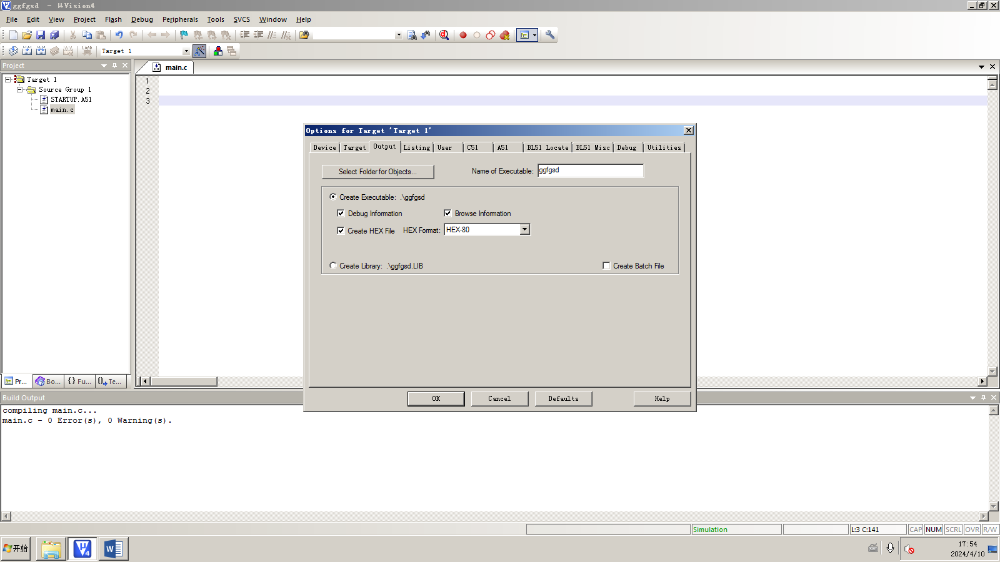 ggfgsd - µVision4
File Edit View Project Flash Debug Peripherals Tools SVCS Window Help
LOAD Target 1
Project
main.c
Target 1
Source Group 1
STARTUP.A51
main.c
1
2
3
Options for Target 'Target 1'
Device Target Output Listing User C51 A51 BL51 Locate BL51 Misc Debug Utilities
Select Folder for Objects... Name of Executable: ggfgsd
Create Executable: .\ggfgsd
Debug Information Browse Information
Create HEX File HEX Format: HEX-80
Create Library: .\ggfgsd.LIB Create Batch File
OK Cancel Defaults Help
Pr... Bo... {} Fu... Te...
Build Output
compiling main.c...
main.c - 0 Error(s), 0 Warning(s).
Simulation L:3 C:141 CAP NUM SCRL OVR R/W
开始
17:54
2024/4/10